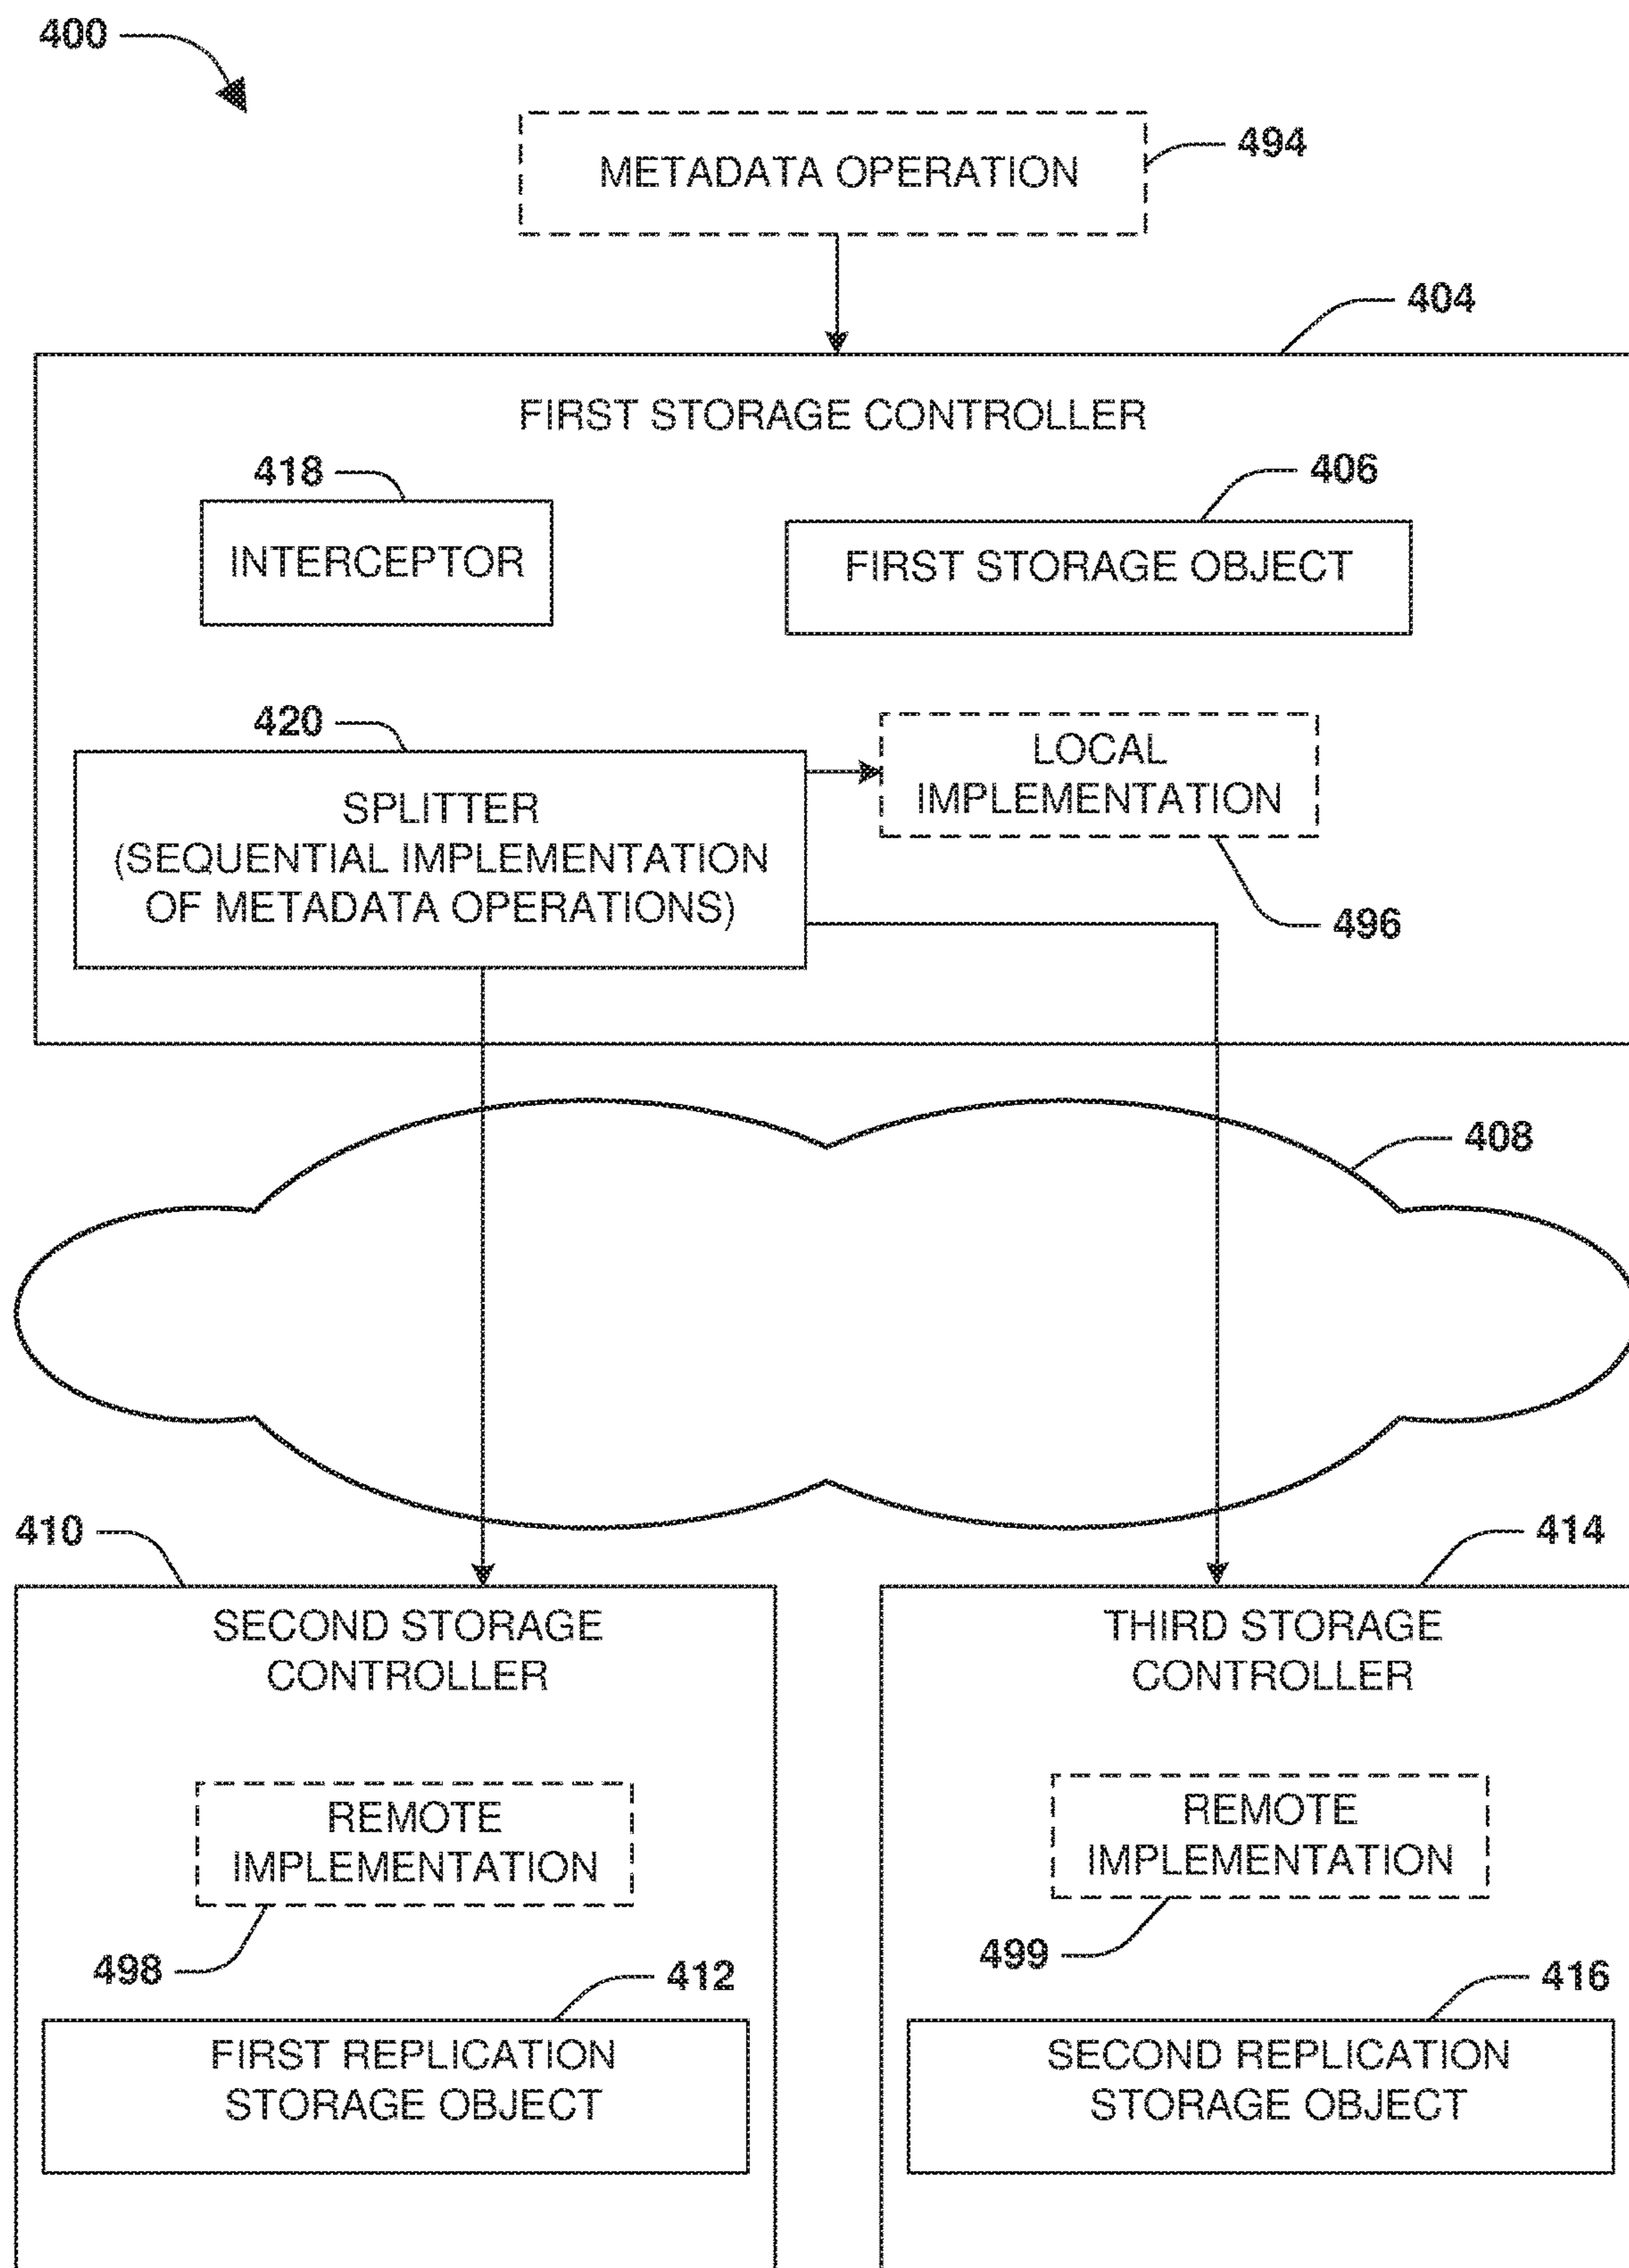 400
METADATA OPERATION
494
404
FIRST STORAGE CONTROLLER
418
406
INTERCEPTOR
FIRST STORAGE OBJECT
420
LOCAL
IMPLEMENTATION
SPLITTER
(SEQUENTIAL IMPLEMENTATION
OF METADATA OPERATIONS)
496
408
410
414
SECOND STORAGE
CONTROLLER
THIRD STORAGE
CONTROLLER
REMOTE
IMPLEMENTATION
REMOTE
IMPLEMENTATION
498
499
412
416
FIRST REPLICATION
STORAGE OBJECT
SECOND REPLICATION
STORAGE OBJECT